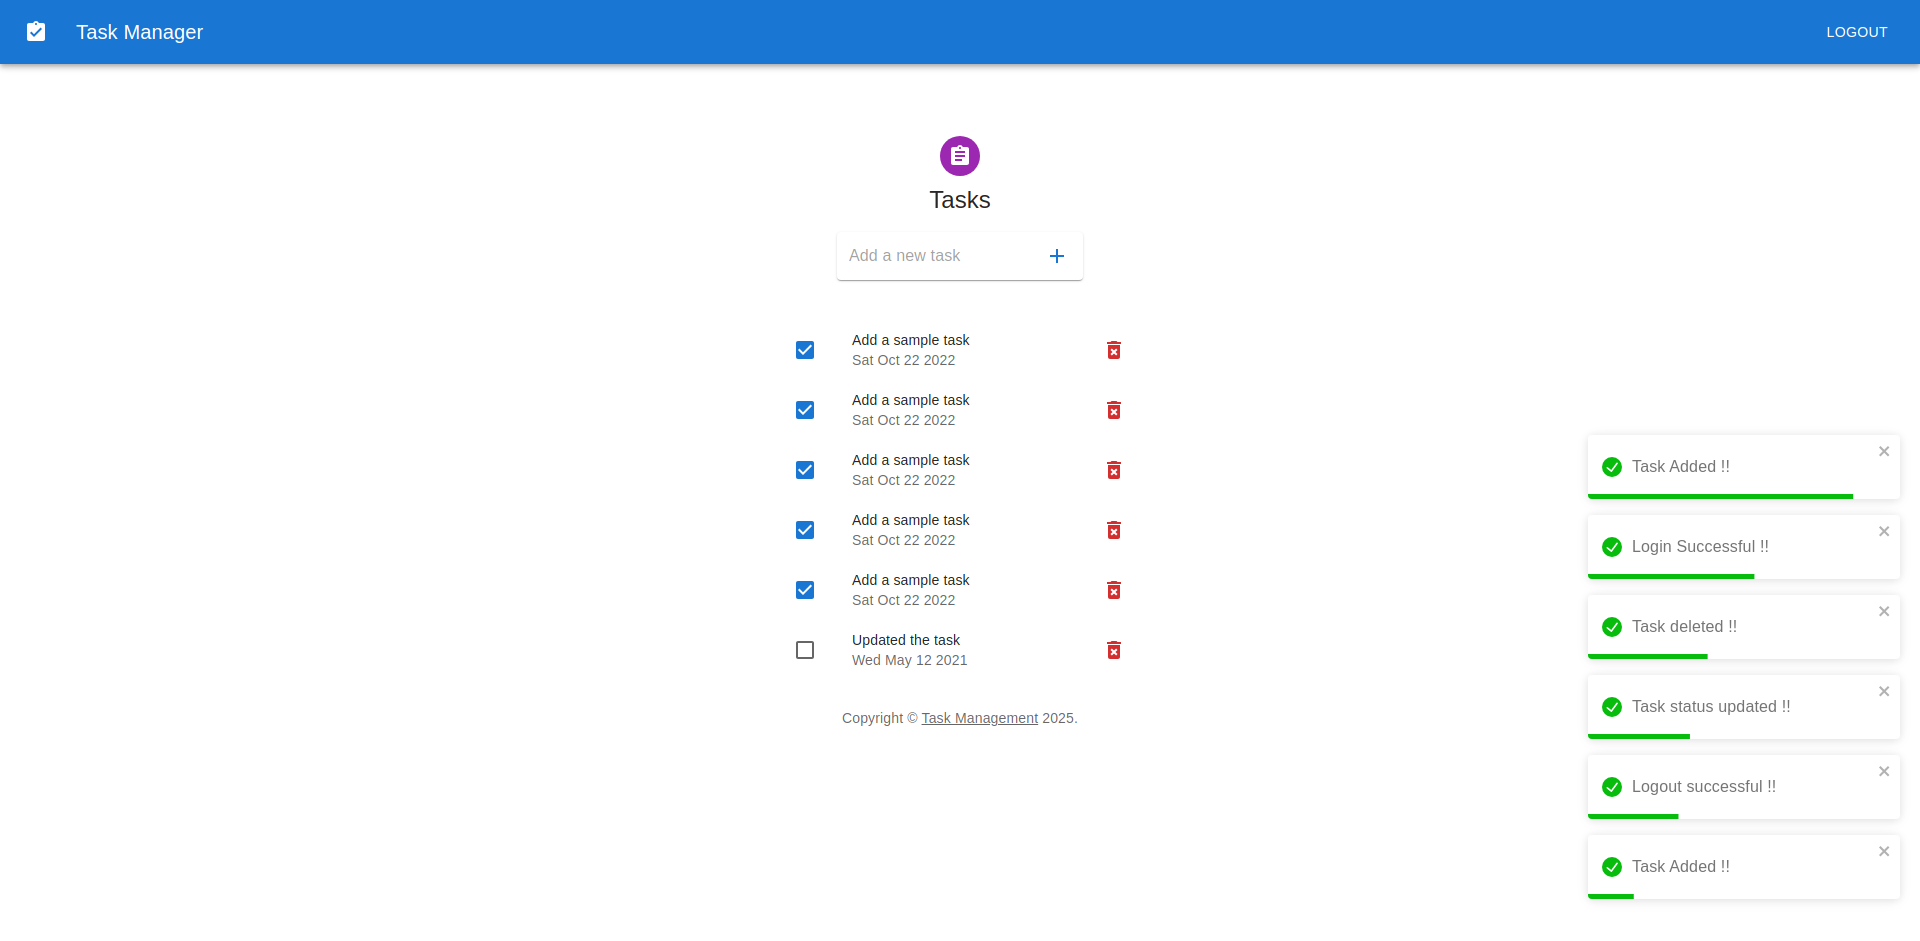 Task Manager
LOGOUT
Tasks
Add a new task
Add a sample task
Sat Oct 22 2022
Add a sample task
Sat Oct 22 2022
Add a sample task
Sat Oct 22 2022
Add a sample task
Sat Oct 22 2022
Add a sample task
Sat Oct 22 2022
Updated the task
Wed May 12 2021
Copyright © Task Management 2025.
Task Added !!
Login Successful !!
Task deleted !!
Task status updated !!
Logout successful !!
Task Added !!